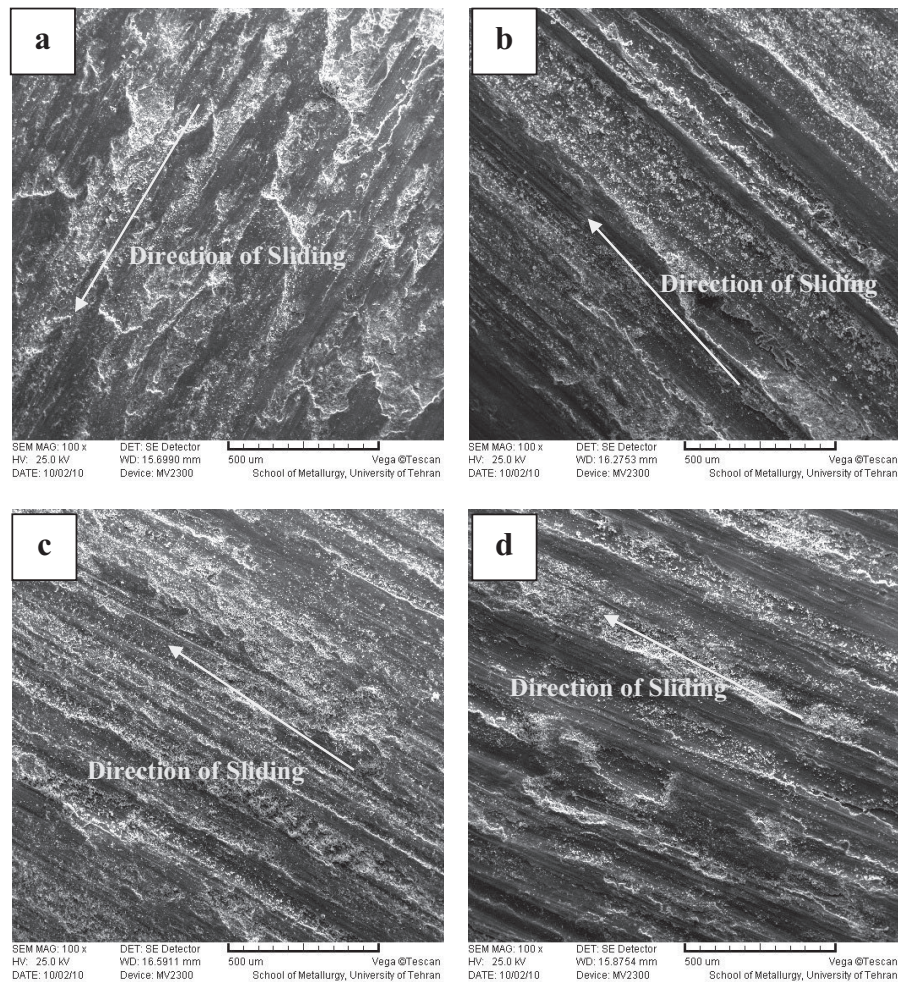 a
Direction of Sliding
SEM MAG: 100 x DET: SE Detector
HV: 25.0 kV WD: 15.6990 mm 500 um Vega ©Tescan
DATE: 10/02/10 Device: MV2300 School of Metallurgy, University of Tehran
b
Direction of Sliding
SEM MAG: 100 x DET: SE Detector
HV: 25.0 kV WD: 16.2753 mm 500 um Vega ©Tescan
DATE: 10/02/10 Device: MV2300 School of Metallurgy, University of Tehran
c
Direction of Sliding
SEM MAG: 100 x DET: SE Detector
HV: 25.0 kV WD: 16.5911 mm 500 um Vega ©Tescan
DATE: 10/02/10 Device: MV2300 School of Metallurgy, University of Tehran
d
Direction of Sliding
SEM MAG: 100 x DET: SE Detector
HV: 25.0 kV WD: 15.8754 mm 500 um Vega ©Tescan
DATE: 10/02/10 Device: MV2300 School of Metallurgy, University of Tehran